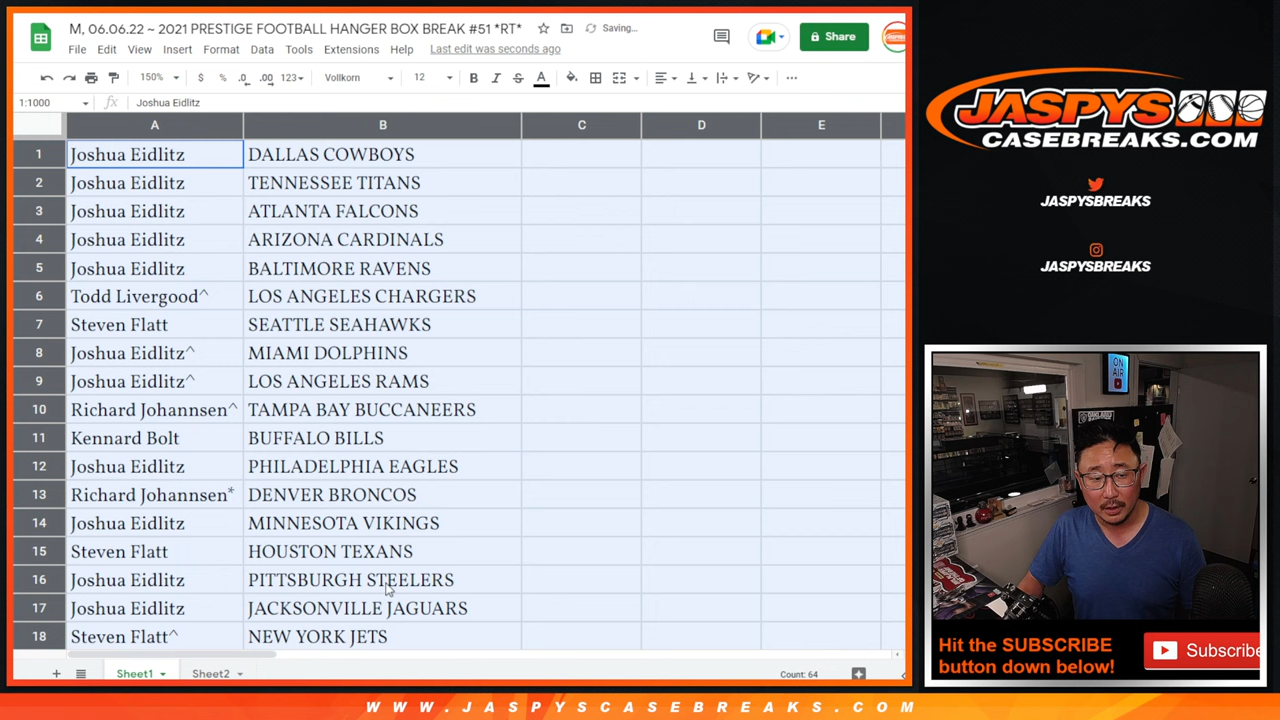 M, 06.06.22 ~ 2021 PRESTIGE FOOTBALL HANGER BOX BREAK #51 *RT* Saving...
File Edit View Insert Format Data Tools Extensions Help Last edit was seconds ago
Share
150% $ % .0 .00 123 Vollkorn 12 B I S A
1:1000 fx Joshua Eidlitz
A B C D E
1 Joshua Eidlitz DALLAS COWBOYS
2 Joshua Eidlitz TENNESSEE TITANS
3 Joshua Eidlitz ATLANTA FALCONS
4 Joshua Eidlitz ARIZONA CARDINALS
5 Joshua Eidlitz BALTIMORE RAVENS
6 Todd Livergood^ LOS ANGELES CHARGERS
7 Steven Flatt SEATTLE SEAHAWKS
8 Joshua Eidlitz^ MIAMI DOLPHINS
9 Joshua Eidlitz^ LOS ANGELES RAMS
10 Richard Johannsen^ TAMPA BAY BUCCANEERS
11 Kennard Bolt BUFFALO BILLS
12 Joshua Eidlitz PHILADELPHIA EAGLES
13 Richard Johannsen* DENVER BRONCOS
14 Joshua Eidlitz MINNESOTA VIKINGS
15 Steven Flatt HOUSTON TEXANS
16 Joshua Eidlitz PITTSBURGH STEELERS
17 Joshua Eidlitz JACKSONVILLE JAGUARS
18 Steven Flatt^ NEW YORK JETS
Sheet1 Sheet2 Count: 64
JASPYS
CASEBREAKS.COM
JASPYSBREAKS
JASPYSBREAKS
ON
AIR
Hit the SUBSCRIBE
button down below!
Subscribe
WWW.JASPYSCASEBREAKS.COM